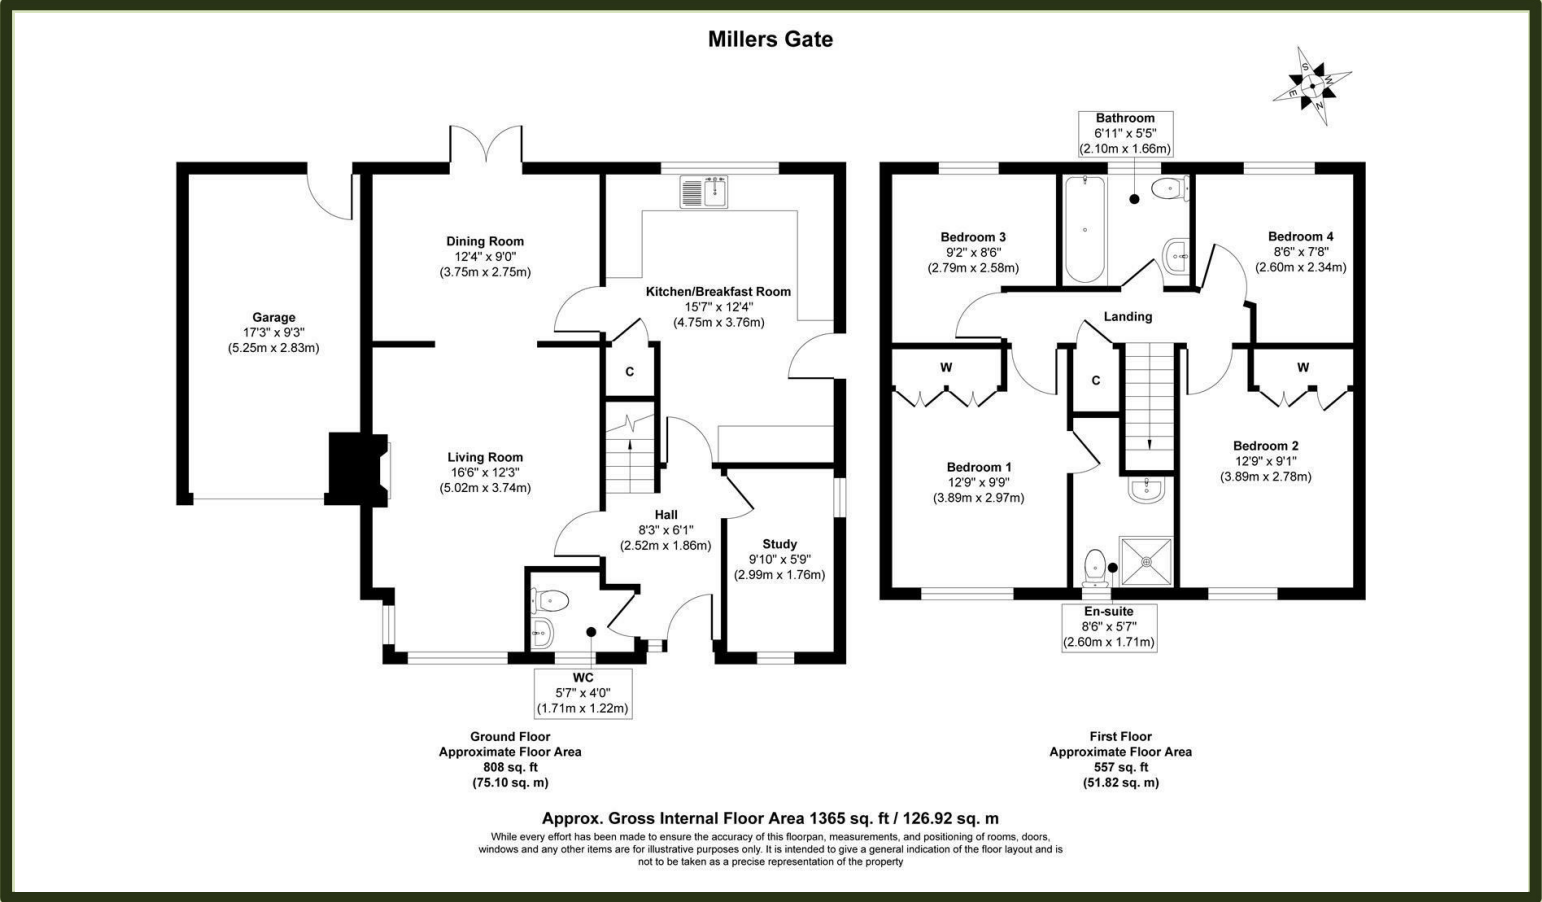 Millers Gate
S
W
E
N
Bathroom
6'11" x 5'5"
(2.10m x 1.66m)
Dining Room
12'4" x 9'0"
(3.75m x 2.75m)
Kitchen/Breakfast Room
15'7" x 12'4"
(4.75m x 3.76m)
Garage
17'3" x 9'3"
(5.25m x 2.83m)
C
Living Room
16'6" x 12'3"
(5.02m x 3.74m)
Hall
8'3" x 6'1"
(2.52m x 1.86m)
Study
9'10" x 5'9"
(2.99m x 1.76m)
WC
5'7" x 4'0"
(1.71m x 1.22m)
Bedroom 3
9'2" x 8'6"
(2.79m x 2.58m)
Bedroom 4
8'6" x 7'8"
(2.60m x 2.34m)
Landing
W
C
W
Bedroom 1
12'9" x 9'9"
(3.89m x 2.97m)
Bedroom 2
12'9" x 9'1"
(3.89m x 2.78m)
En-suite
8'6" x 5'7"
(2.60m x 1.71m)
Ground Floor
Approximate Floor Area
808 sq. ft
(75.10 sq. m)
First Floor
Approximate Floor Area
557 sq. ft
(51.82 sq. m)
Approx. Gross Internal Floor Area 1365 sq. ft / 126.92 sq. m
While every effort has been made to ensure the accuracy of this floorpan, measurements, and positioning of rooms, doors,
windows and any other items are for illustrative purposes only. It is intended to give a general indication of the floor layout and is
not to be taken as a precise representation of the property